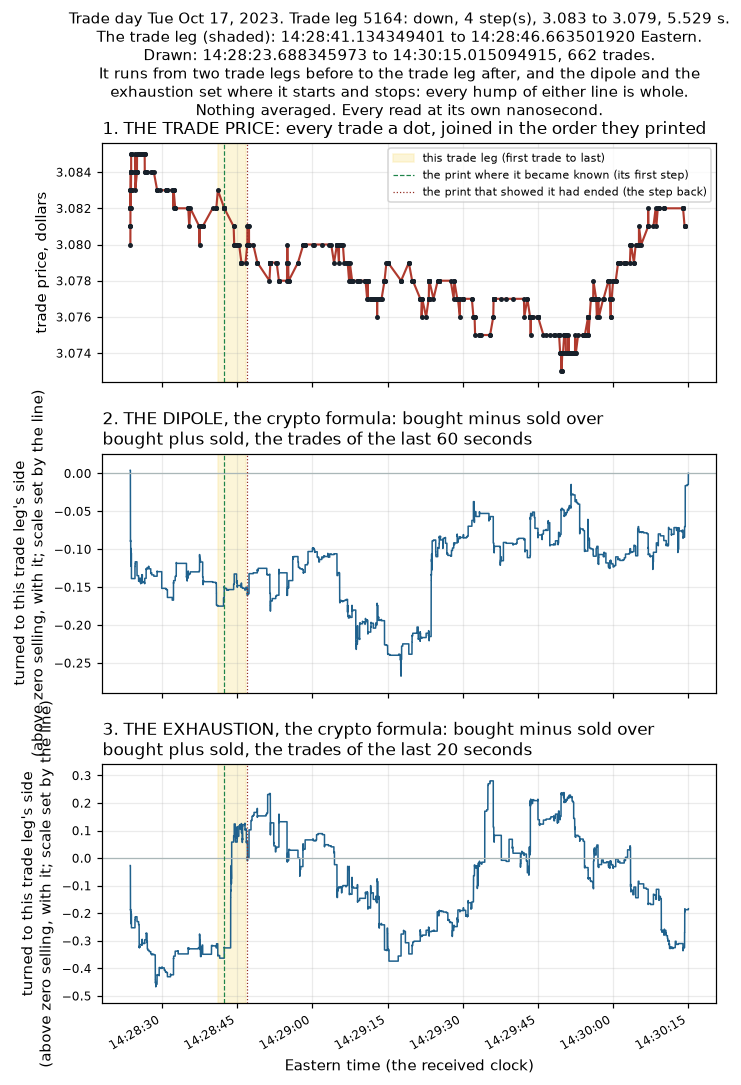 Trade day Tue Oct 17, 2023. Trade leg 5164: down, 4 step(s), 3.083 to 3.079, 5.529 s.
The trade leg (shaded): 14:28:41.134349401 to 14:28:46.663501920 Eastern.
Drawn: 14:28:23.688345973 to 14:30:15.015094915, 662 trades.
It runs from two trade legs before to the trade leg after, and the dipole and the
exhaustion set where it starts and stops: every hump of either line is whole.
Nothing averaged. Every read at its own nanosecond.
1. THE TRADE PRICE: every trade a dot, joined in the order they printed
this trade leg (first trade to last)
the print where it became known (its first step)
the print that showed it had ended (the step back)
trade price, dollars
3.084
3.082
3.080
3.078
3.076
3.074
2. THE DIPOLE, the crypto formula: bought minus sold over
bought plus sold, the trades of the last 60 seconds
turned to this trade leg's side
(above zero selling, with it; scale set by the line)
0.00
−0.05
−0.10
−0.15
−0.20
−0.25
3. THE EXHAUSTION, the crypto formula: bought minus sold over
bought plus sold, the trades of the last 20 seconds
turned to this trade leg's side
(above zero selling, with it; scale set by the line)
0.3
0.2
0.1
0.0
−0.1
−0.2
−0.3
−0.4
−0.5
14:28:30
14:28:45
14:29:00
14:29:15
14:29:30
14:29:45
14:30:00
14:30:15
Eastern time (the received clock)